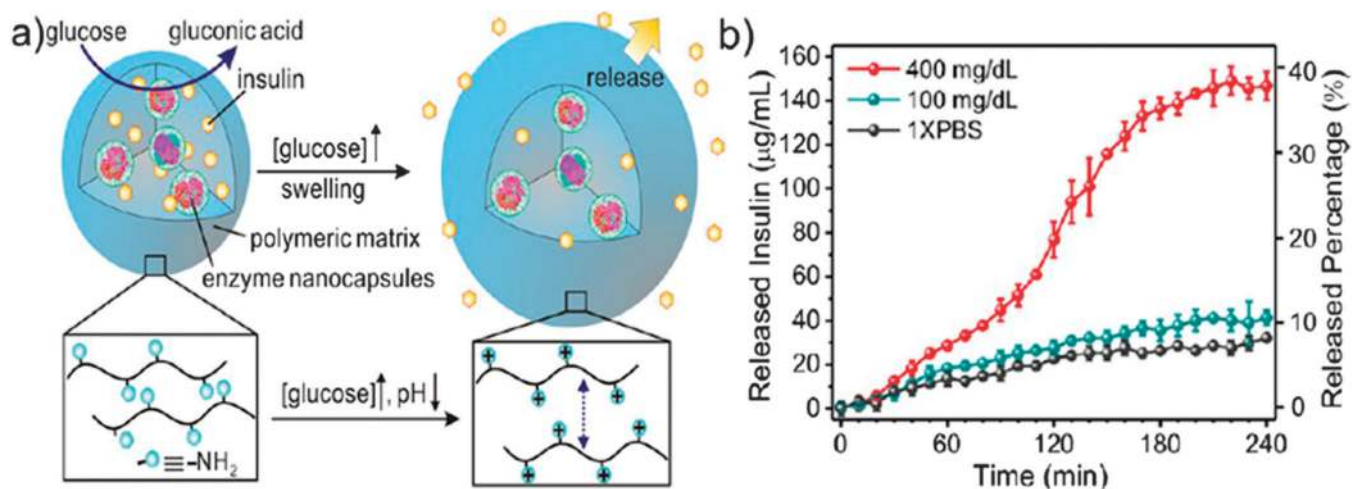 a)
glucose
gluconic acid
insulin
[glucose]↑
swelling
polymeric matrix
enzyme nanocapsules
release
[glucose]↑, pH↓
≡-NH₂
+ + + + + + + +
b)
Released Insulin (μg/mL)
160
140
120
100
80
60
40
20
0
400 mg/dL
100 mg/dL
1XPBS
40
30
20
10
0
Released Percentage (%)
0 60 120 180 240
Time (min)